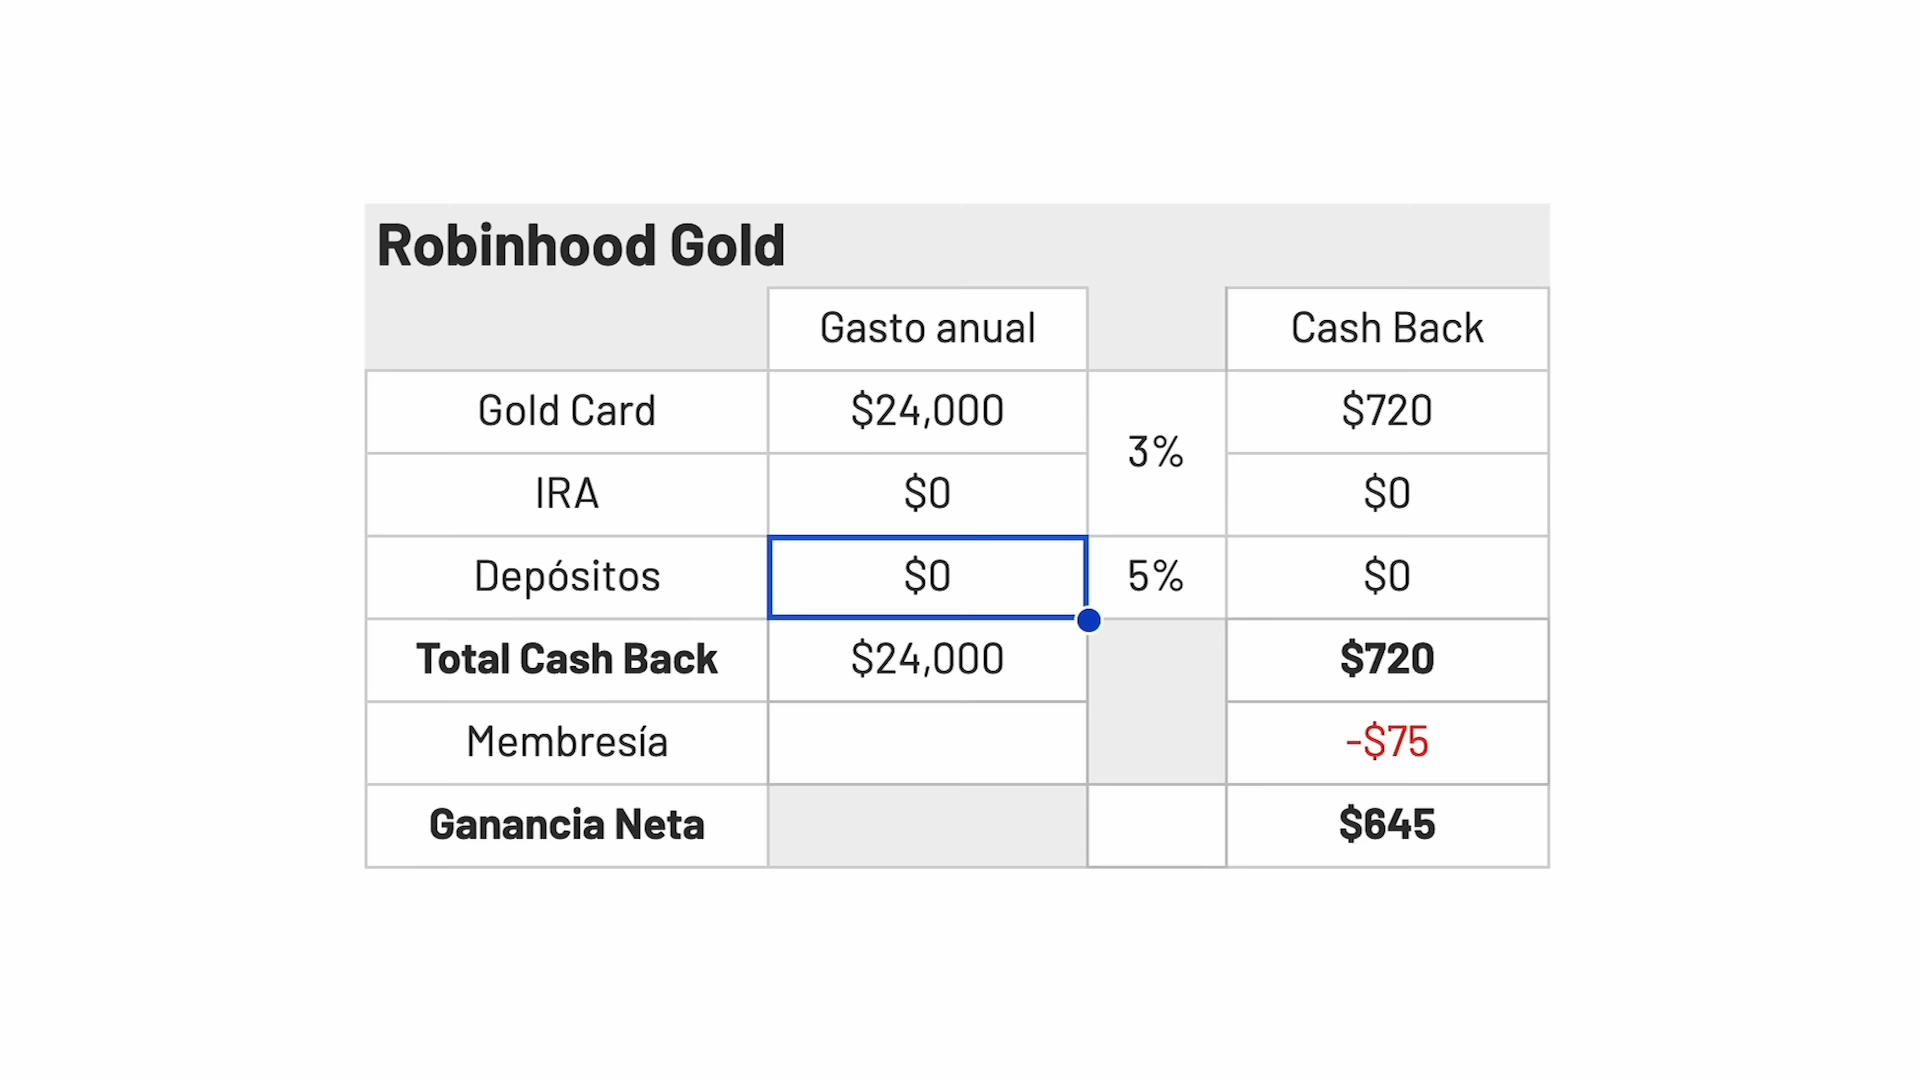 Robinhood Gold
Gasto anual Cash Back
Gold Card $24,000 3% $720
IRA $0 $0
Depósitos $0 5% $0
Total Cash Back $24,000 $720
Membresía -$75
Ganancia Neta $645